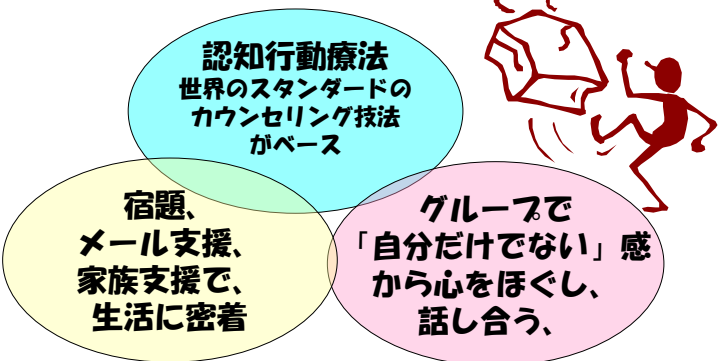 認知行動療法
世界のスタンダードの
カウンセリング技法
がベース
宿題、
メール支援、
家族支援で、
生活に密着
グループで
「自分だけでない」感
から心をほぐし、
話し合う、